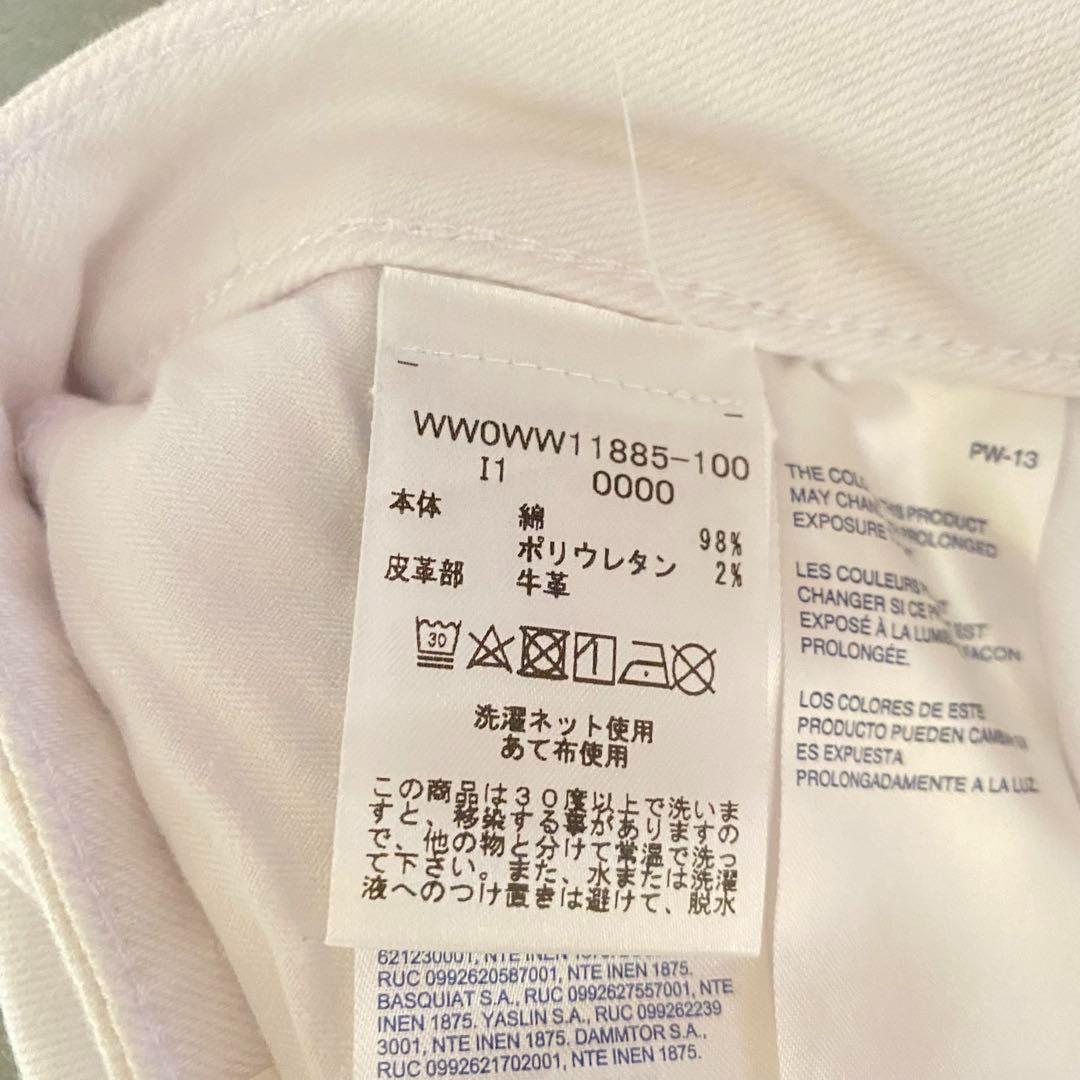 WW0WW11885-100
I1 0000
本体 綿 98%
ポリウレタン 2%
皮革部 牛革
30
洗濯ネット使用
あて布使用
この商品は30度以上で洗いま
すと、移染する事がありますの
で、他の物と分けて常温で洗っ
て下さい。また、水または洗濯
液へのつけ置きは避けて、脱水
PW-13
THE
MAY PRODUCT
EXPOSURE PROLONGED
LES COULEURS
CHANGER SI CE EST
EXPOSÉ À LA FACON
PROLONGÉE.
LOS COLORES DE ESTE
PRODUCTO PUEDEN
ES EXPUESTA
PROLONGADAMENTE A LA LUZ.
621230001, NTE INEN
RUC 0992620587001, NTE INEN 1875.
BASQUIAT S.A., RUC 0992627557001, NTE
INEN 1875. YASLIN S.A., RUC 099262239
3001, NTE INEN 1875. DAMMTOR S.A.,
RUC 0992621702001, NTE INEN 1875.